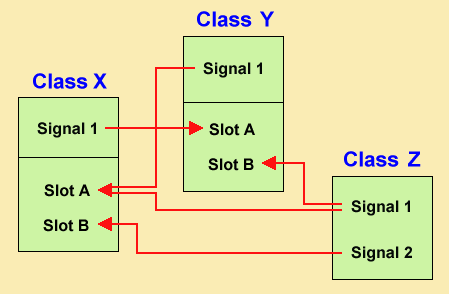 Class X
Signal 1
Slot A
Slot B
Class Y
Signal 1
Slot A
Slot B
Class Z
Signal 1
Signal 2